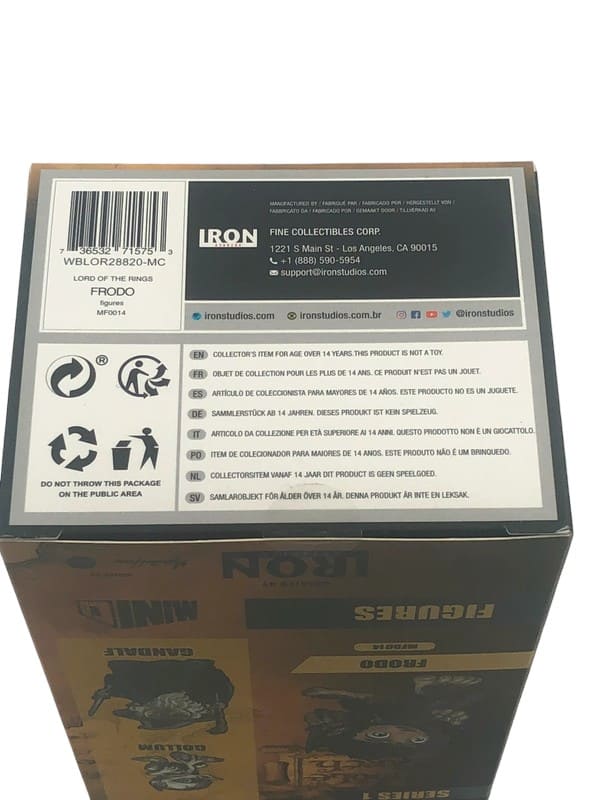 7 36532 71575 3
WBLOR28820-MC
LORD OF THE RINGS
FRODO
figures
MF0014
MANUFACTURED BY / FABRIQUÉ PAR / FABRICADO POR / HERGESTELLT VON /
FABBRICATO DA / FABRICADO POR / GEMAAKT DOOR / TILLVERKAD AV
IRON
STUDIOS
FINE COLLECTIBLES CORP.
1221 S Main St - Los Angeles, CA 90015
+1 (888) 590-5954
support@ironstudios.com
ironstudios.com
ironstudios.com.br
@ironstudios
®
DO NOT THROW THIS PACKAGE
ON THE PUBLIC AREA
EN COLLECTOR'S ITEM FOR AGE OVER 14 YEARS.THIS PRODUCT IS NOT A TOY.
FR OBJET DE COLLECTION POUR LES PLUS DE 14 ANS. CE PRODUIT N'EST PAS UN JOUET.
ES ARTÍCULO DE COLECCIONISTA PARA MAYORES DE 14 AÑOS. ESTE PRODUCTO NO ES UN JUGUETE.
DE SAMMLERSTÜCK AB 14 JAHREN. DIESES PRODUKT IST KEIN SPIELZEUG.
IT ARTICOLO DA COLLEZIONE PER ETÀ SUPERIORE AI 14 ANNI. QUESTO PRODOTTO NON È UN GIOCATTOLO.
PO ITEM DE COLECIONADOR PARA MAIORES DE 14 ANOS. ESTE PRODUTO NÃO É UM BRINQUEDO.
NL COLLECTORSITEM VANAF 14 JAAR DIT PRODUCT IS GEEN SPEELGOED.
SV SAMLAROBJEKT FÖR ÅLDER ÖVER 14 ÅR. DENNA PRODUKT ÄR INTE EN LEKSAK.
IRON
MINI
FIGURES
MF0014
FRODO
GANDALF
GOLLUM
SERIES 1